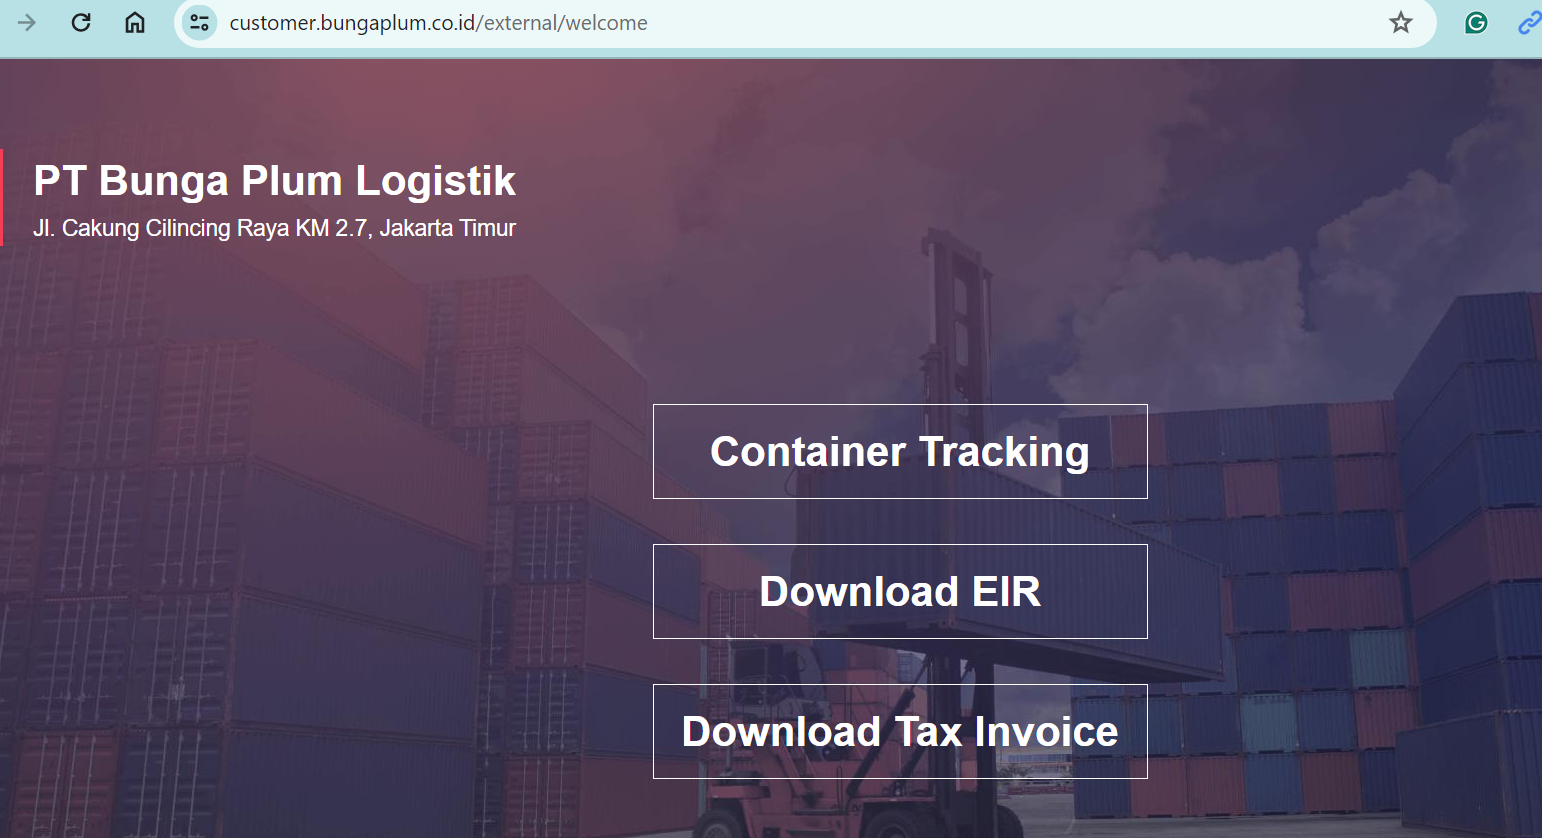 customer.bungaplum.co.id/external/welcome
PT Bunga Plum Logistik
Jl. Cakung Cilincing Raya KM 2.7, Jakarta Timur
Container Tracking
Download EIR
Download Tax Invoice